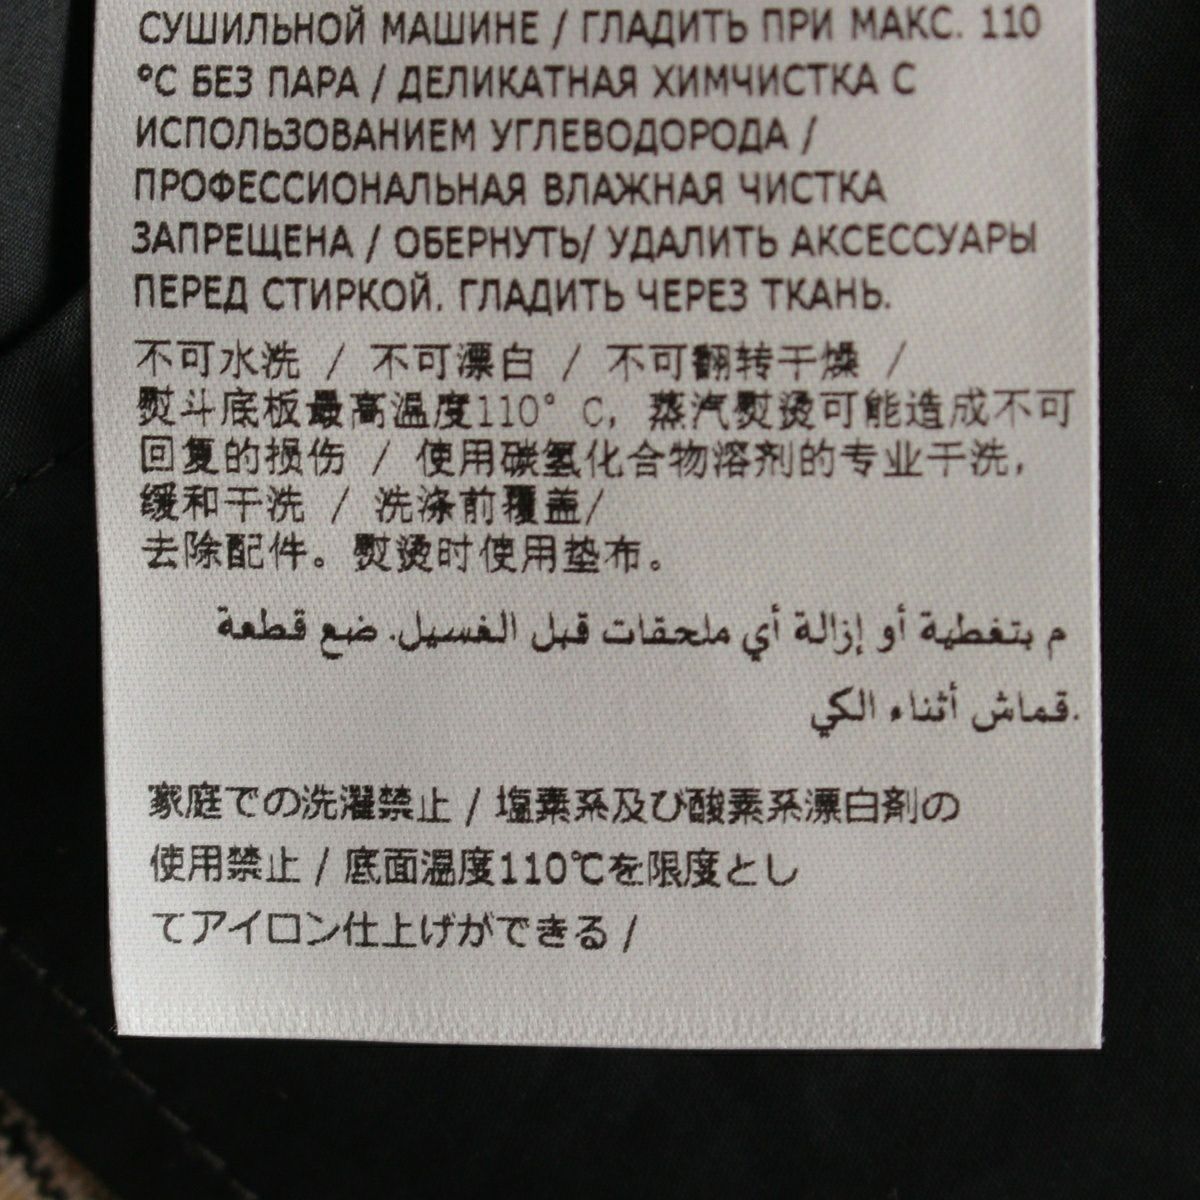 СУШИЛЬНОЙ МАШИНЕ / ГЛАДИТЬ ПРИ МАКС. 110
°С БЕЗ ПАРА / ДЕЛИКАТНАЯ ХИМЧИСТКА С
ИСПОЛЬЗОВАНИЕМ УГЛЕВОДОРОДА /
ПРОФЕССИОНАЛЬНАЯ ВЛАЖНАЯ ЧИСТКА
ЗАПРЕЩЕНА / ОБЕРНУТЬ/ УДАЛИТЬ АКСЕССУАРЫ
ПЕРЕД СТИРКОЙ. ГЛАДИТЬ ЧЕРЕЗ ТКАНЬ.
不可水洗 / 不可漂白 / 不可翻转干燥 /
熨斗底板最高温度110° C, 蒸汽熨烫可能造成不可
回复的损伤 / 使用碳氢化合物溶剂的专业干洗,
缓和干洗 / 洗涤前覆盖/
去除配件。熨烫时使用垫布。
م بتغطية أو إزالة أي ملحقات قبل الغسيل. ضع قطعة
.قماش أثناء الكي
家庭での洗濯禁止 / 塩素系及び酸素系漂白剤の
使用禁止 / 底面温度110℃を限度とし
てアイロン仕上げができる /